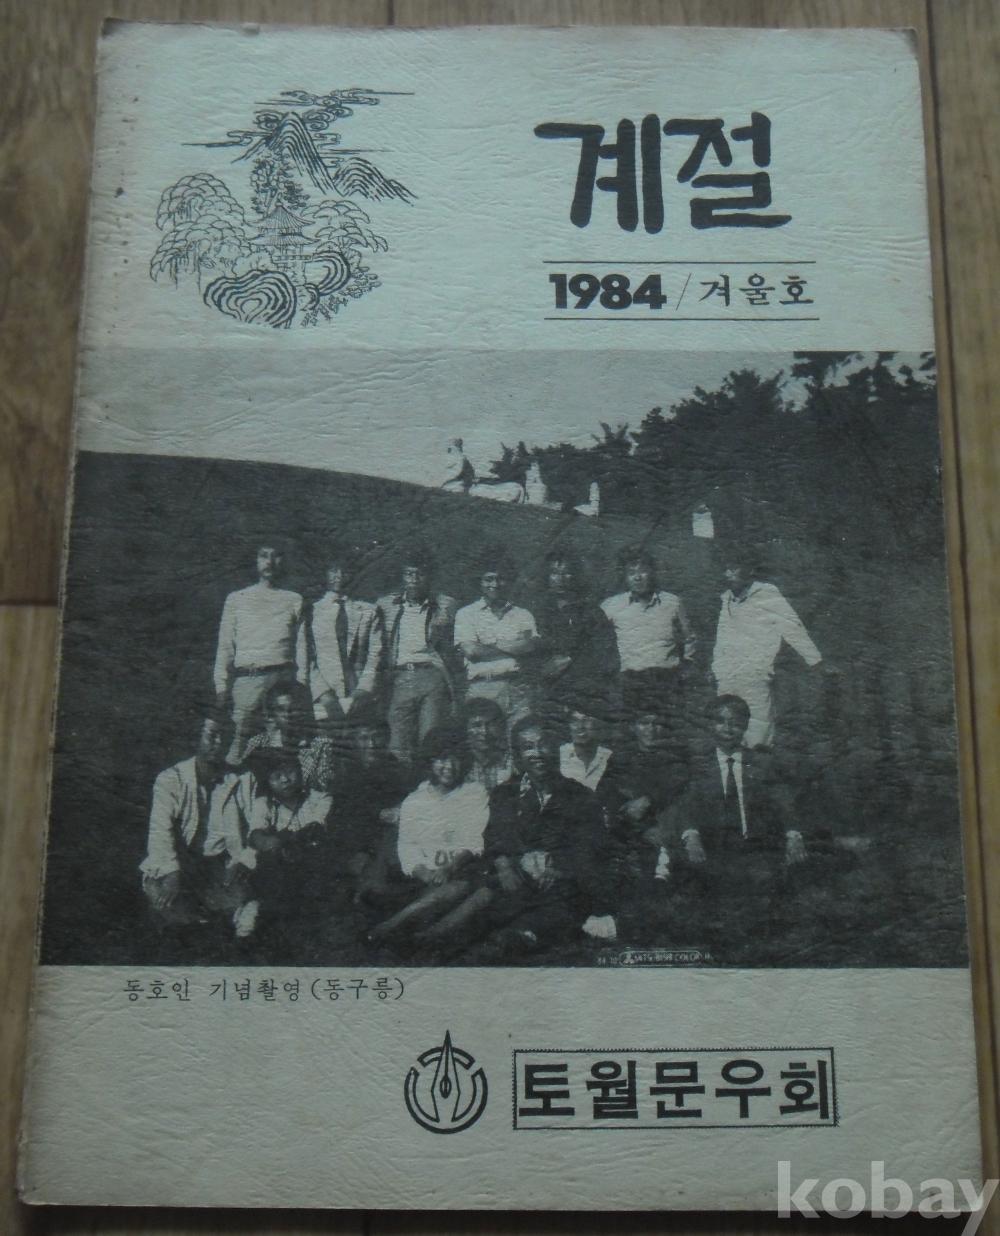 계절
1984 / 겨울호
동호인 기념촬영(동구릉)
토월문우회
kobay